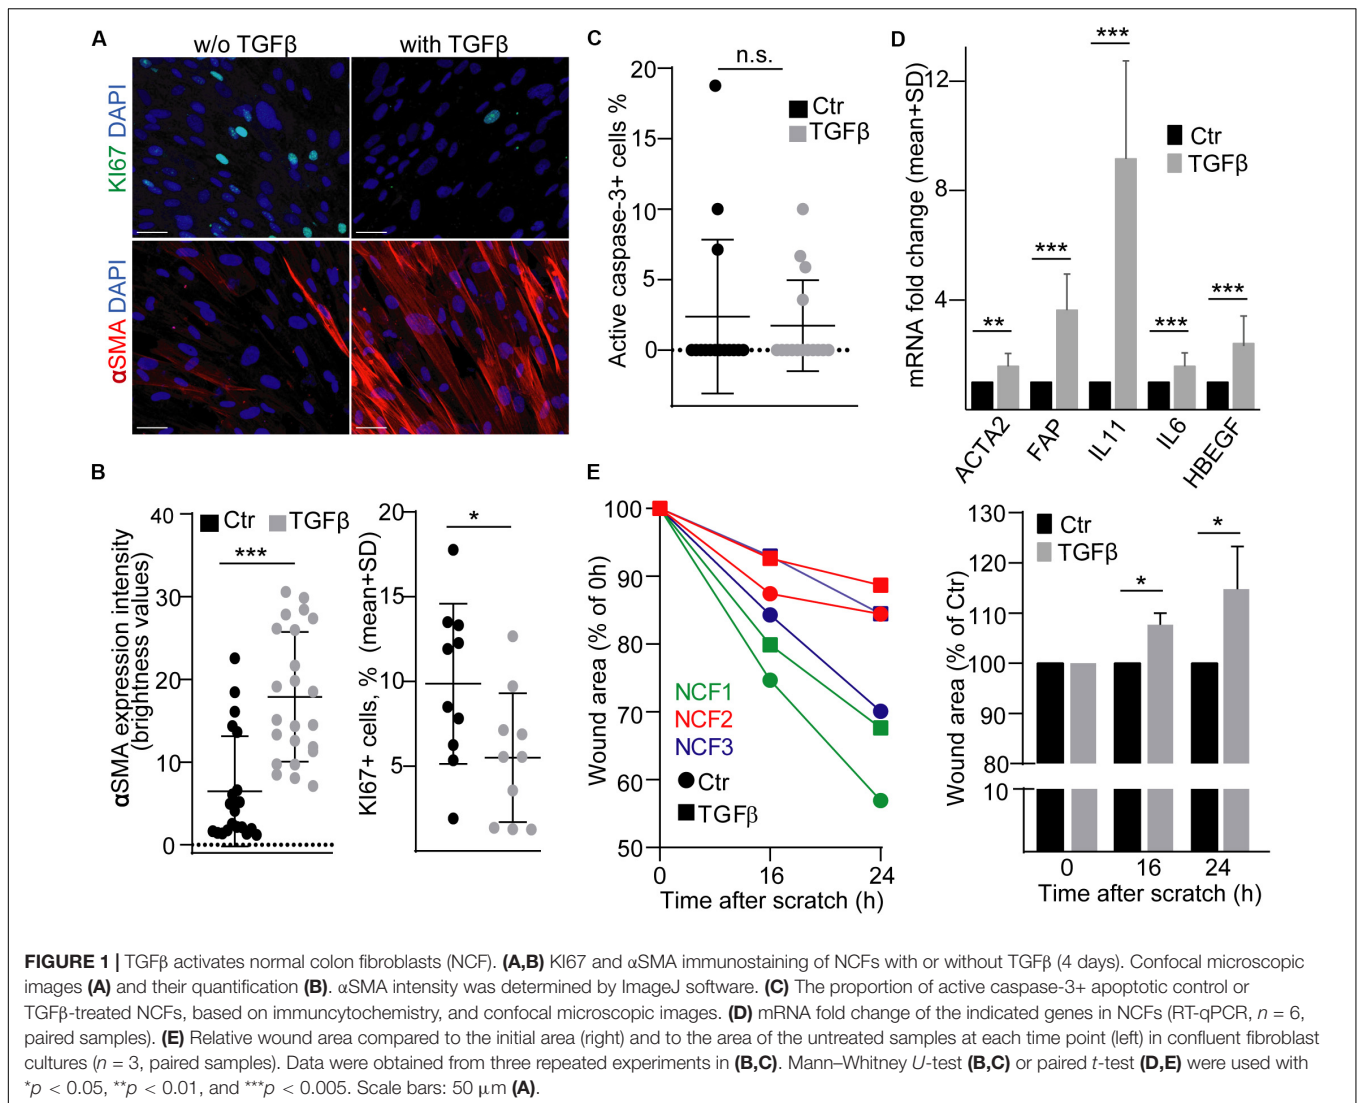 A
w/o TGFβ
with TGFβ
KI67 DAPI
αSMA DAPI
C
n.s.
Ctr
TGFβ
Active caspase-3+ cells %
20
15
10
5
0
D
***
**
***
***
***
Ctr
TGFβ
mRNA fold change (mean+SD)
12
8
4
ACTA2
FAP
IL11
IL6
HBEGF
B
Ctr
TGFβ
***
αSMA expression intensity
(brightness values)
40
30
20
10
0
*
KI67+ cells, % (mean+SD)
20
15
10
5
E
Wound area (% of 0h)
100
90
80
70
60
50
NCF1
NCF2
NCF3
Ctr
TGFβ
0
16
24
Time after scratch (h)
Wound area (% of Ctr)
130
120
110
100
90
80
10
Ctr
TGFβ
*
*
0
16
24
Time after scratch (h)
FIGURE 1 | TGFβ activates normal colon fibroblasts (NCF). (A,B) KI67 and αSMA immunostaining of NCFs with or without TGFβ (4 days). Confocal microscopic
images (A) and their quantification (B). αSMA intensity was determined by ImageJ software. (C) The proportion of active caspase-3+ apoptotic control or
TGFβ-treated NCFs, based on immuncytochemistry, and confocal microscopic images. (D) mRNA fold change of the indicated genes in NCFs (RT-qPCR, n = 6,
paired samples). (E) Relative wound area compared to the initial area (right) and to the area of the untreated samples at each time point (left) in confluent fibroblast
cultures (n = 3, paired samples). Data were obtained from three repeated experiments in (B,C). Mann–Whitney U-test (B,C) or paired t-test (D,E) were used with
*p < 0.05, **p < 0.01, and ***p < 0.005. Scale bars: 50 μm (A).